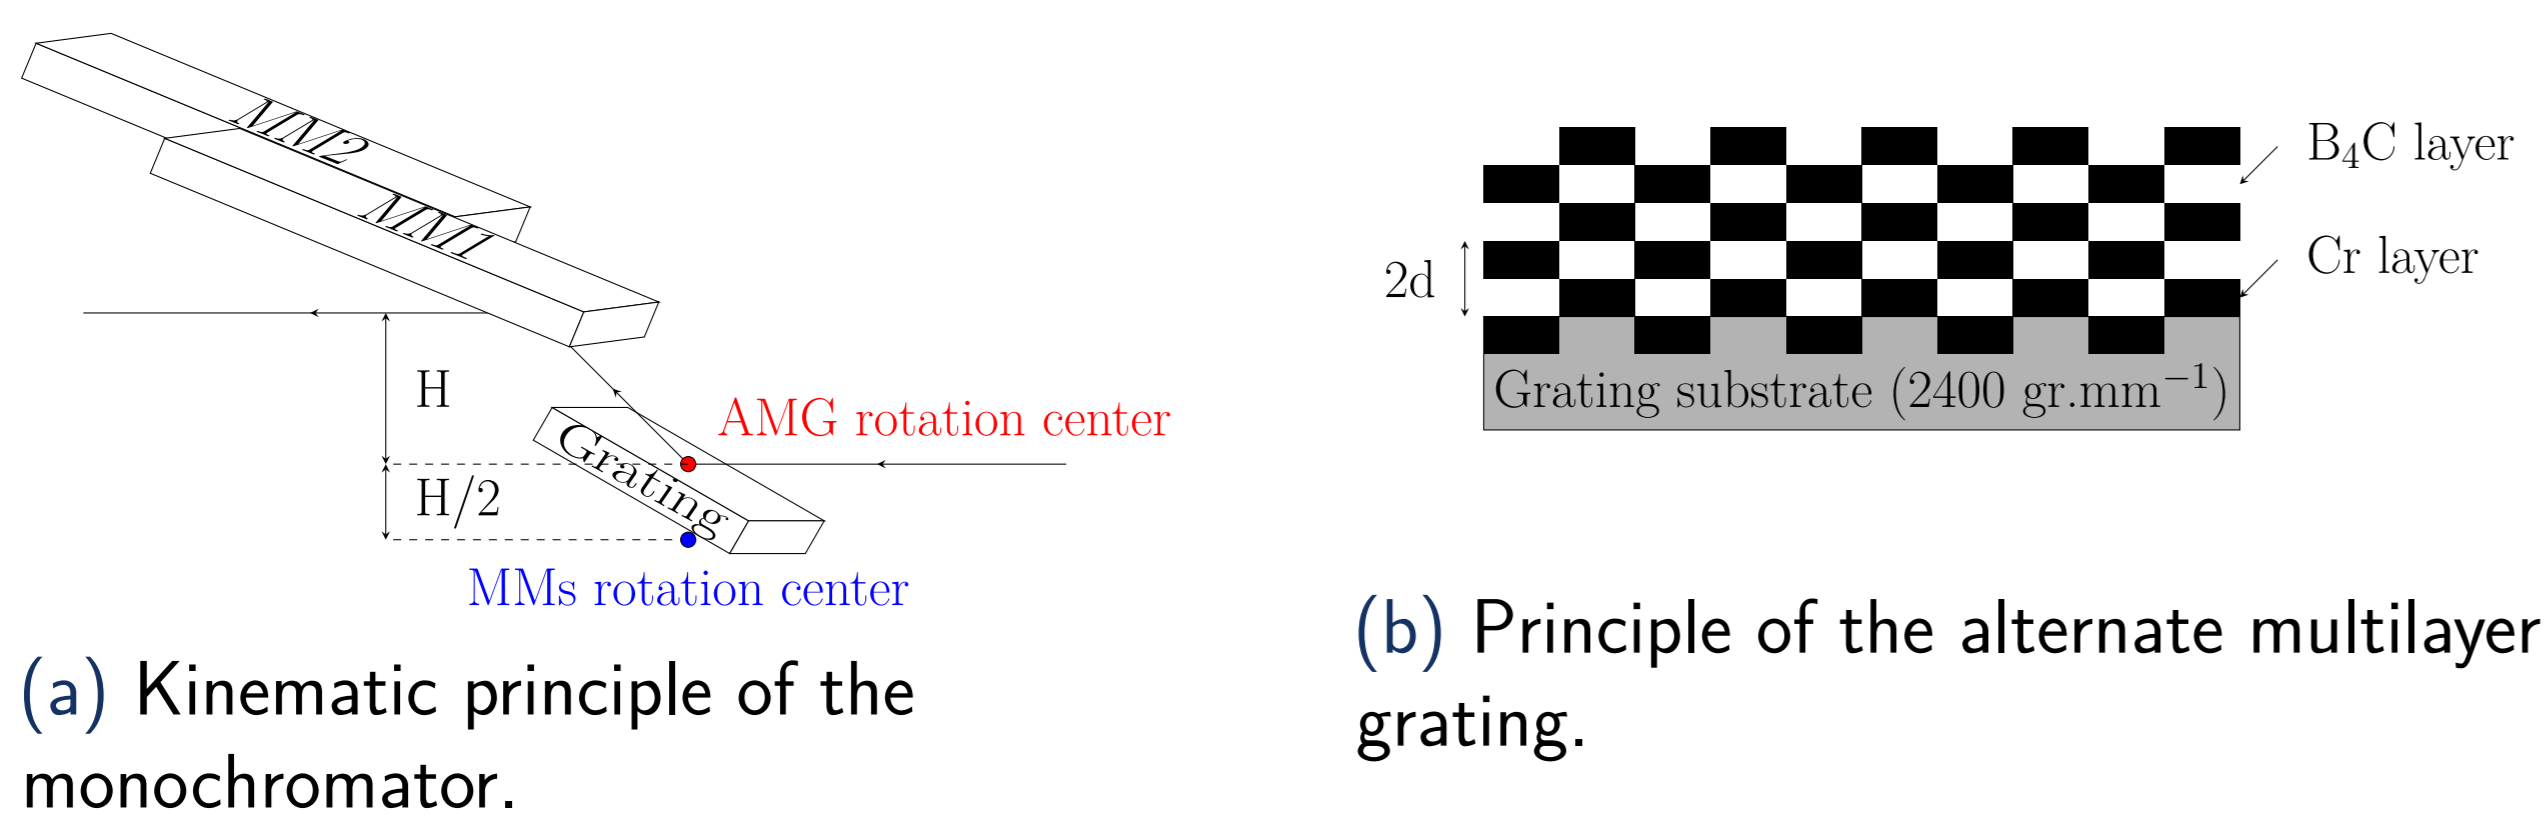 MM2
MM1
H
AMG rotation center
Grating
H/2
MMs rotation center
(a) Kinematic principle of the
monochromator.
B₄C layer
Cr layer
2d
Grating substrate (2400 gr.mm⁻¹)
(b) Principle of the alternate multilayer
grating.